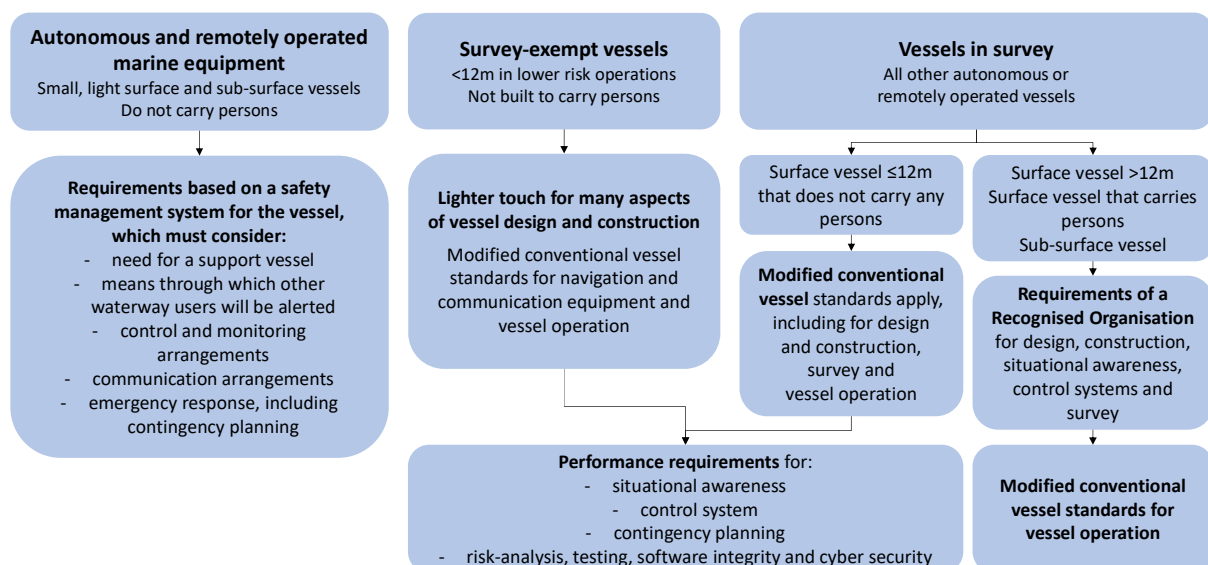 Autonomous and remotely operated
marine equipment
Small, light surface and sub-surface vessels
Do not carry persons
Requirements based on a safety
management system for the vessel,
which must consider:
- need for a support vessel
- means through which other
waterway users will be alerted
- control and monitoring
arrangements
- communication arrangements
- emergency response, including
contingency planning
Survey-exempt vessels
<12m in lower risk operations
Not built to carry persons
Lighter touch for many aspects
of vessel design and construction
Modified conventional vessel
standards for navigation and
communication equipment and
vessel operation
Vessels in survey
All other autonomous or
remotely operated vessels
Surface vessel ≤12m
that does not carry any
persons
Modified conventional
vessel standards apply,
including for design
and construction,
survey and
vessel operation
Performance requirements for:
- situational awareness
- control system
- contingency planning
- risk-analysis, testing, software integrity and cyber security
Surface vessel >12m
Surface vessel that carries
persons
Sub-surface vessel
Requirements of a
Recognised Organisation
for design, construction,
situational awareness,
control systems and
survey
Modified conventional
vessel standards for
vessel operation